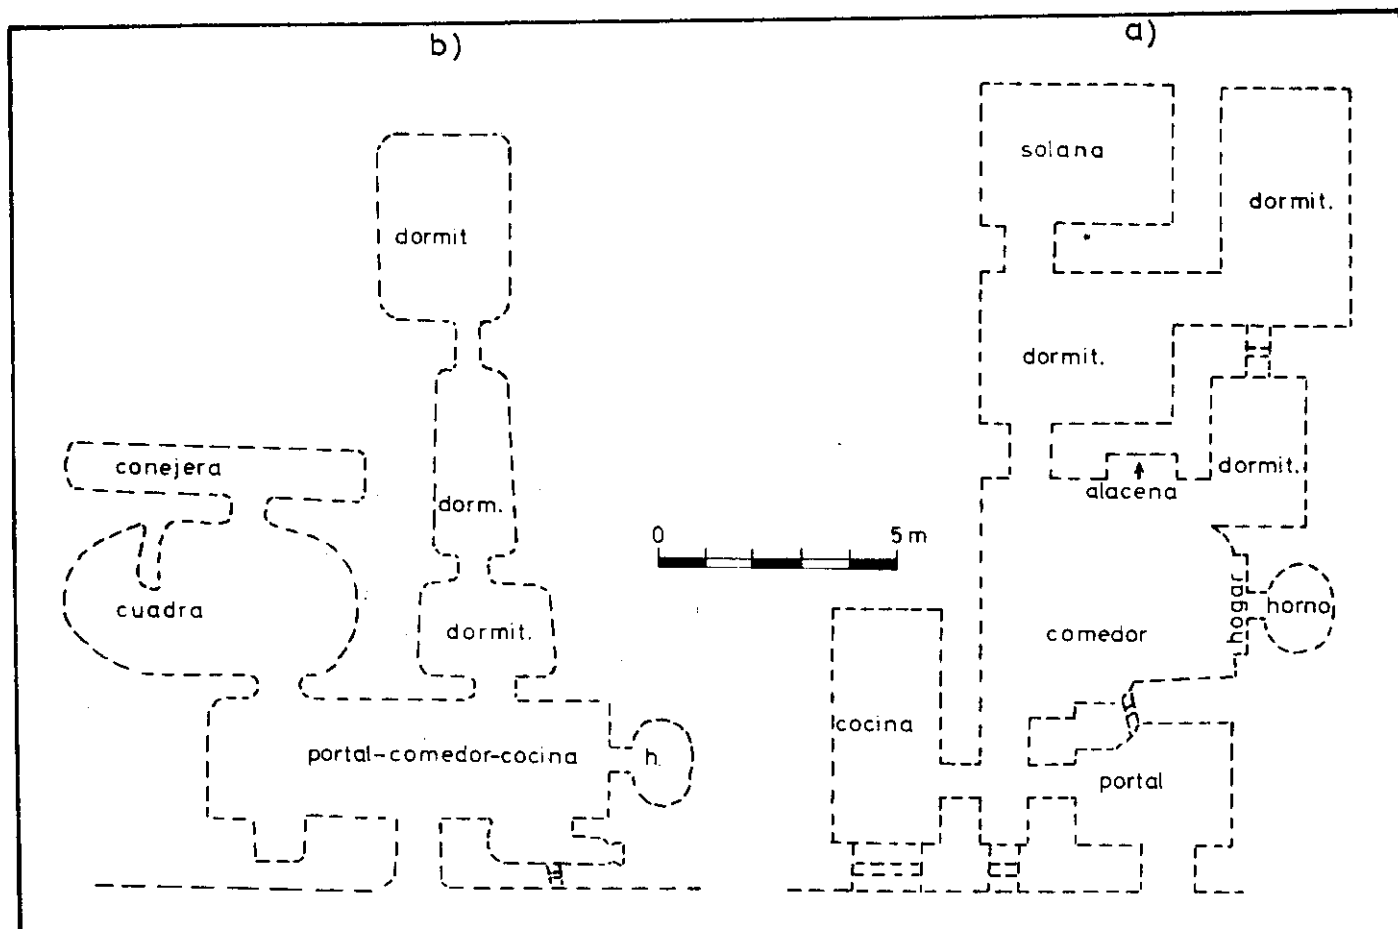 b)
a)
solana
dormit.
dormit
dormit.
conejera
dorm.
dormit.
alacena
0 5 m
cuadra
dormit.
hogar
horno
comedor
cocina
portal-comedor-cocina
h.
portal